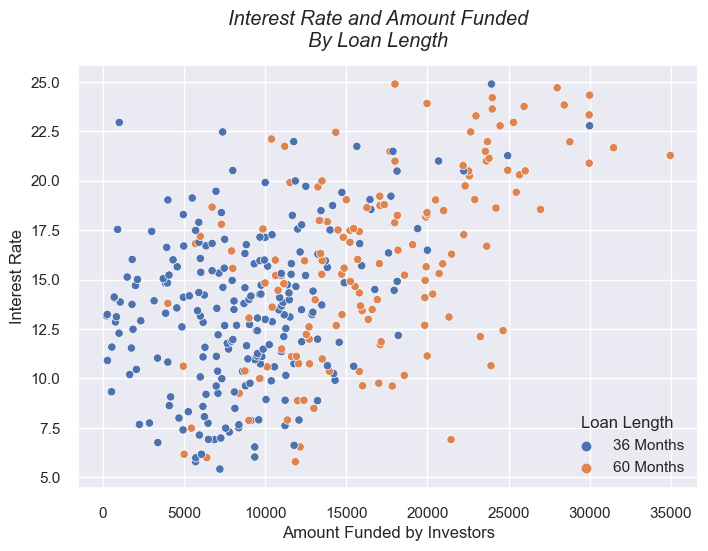 Interest Rate and Amount Funded
By Loan Length
25.0
22.5
20.0
17.5
15.0
12.5
10.0
7.5
5.0
Interest Rate
Loan Length
36 Months
60 Months
0 5000 10000 15000 20000 25000 30000 35000
Amount Funded by Investors